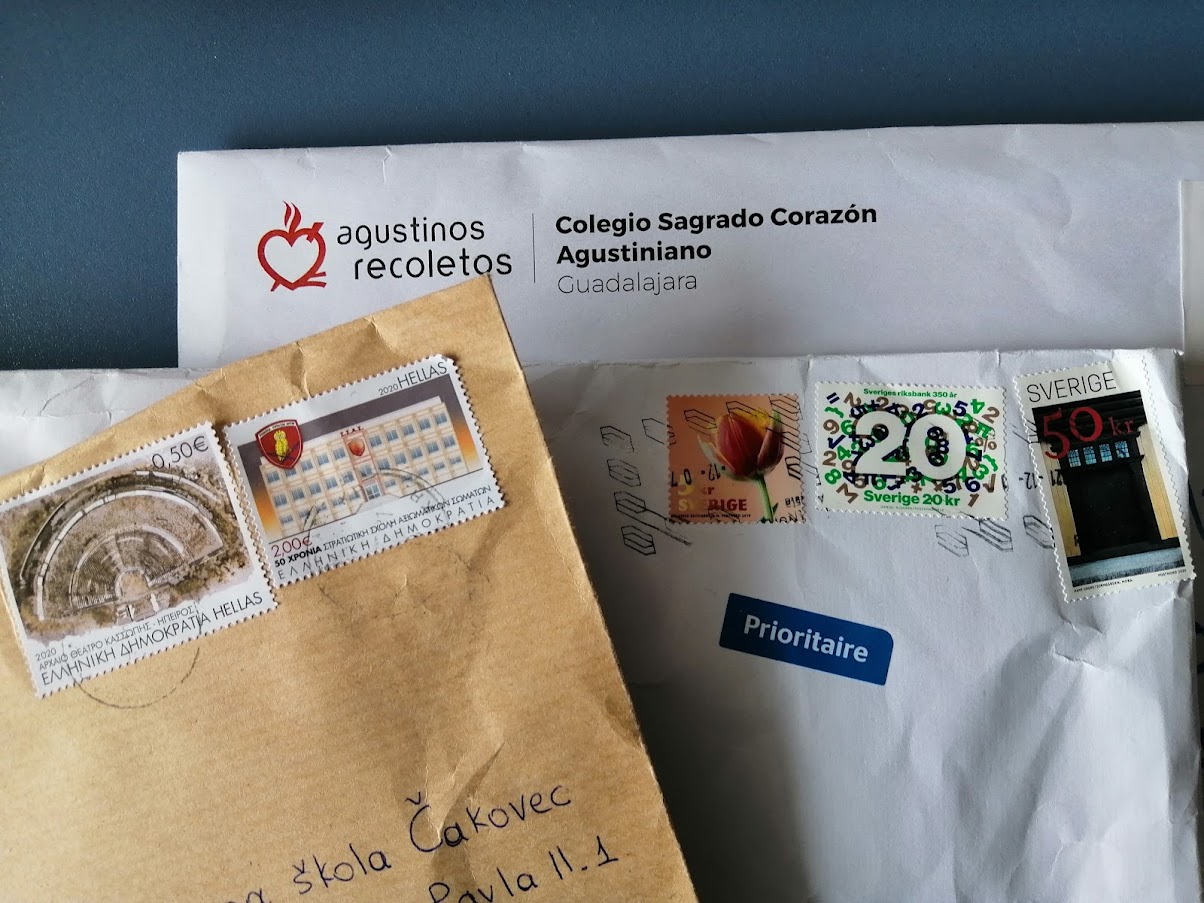 agustinos
recoletos
Colegio Sagrado Corazón
Agustiniano
Guadalajara
0,50€
2020
ΑΡΧΑΙΟ ΘΕΑΤΡΟ ΚΑΣΣΩΠΗΣ - ΗΠΕΙΡΟΣ
ΕΛΛΗΝΙΚΗ ΔΗΜΟΚΡΑΤΙΑ HELLAS
2020 HELLAS
2,00€
50 ΧΡΟΝΙΑ ΣΤΡΑΤΙΩΤΙΚΗ ΣΧΟΛΗ ΑΞΙΩΜΑΤΙΚΩΝ ΣΩΜΑΤΩΝ
ΕΛΛΗΝΙΚΗ ΔΗΜΟΚΡΑΤΙΑ
kr
SVERIGE
Sveriges riksbank 350 år
20
Sverige 20 kr
SVERIGE
50 kr
Prioritaire
škola Čakovec
Pavla II. 1